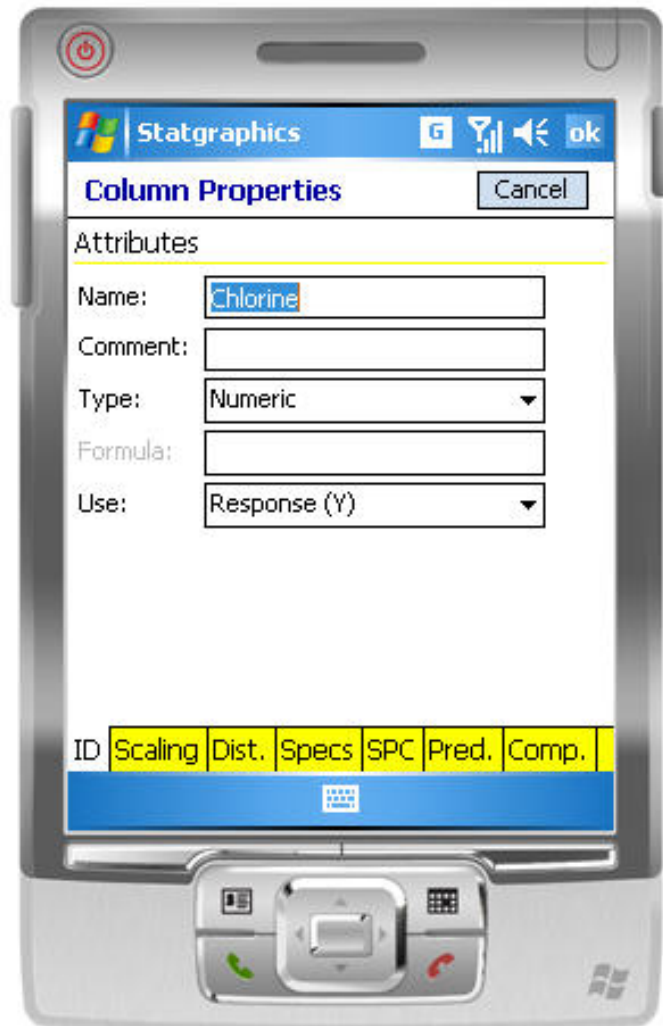 Statgraphics G ok
Column Properties Cancel
Attributes
Name: Chlorine
Comment:
Type: Numeric
Formula:
Use: Response (Y)
ID Scaling Dist. Specs SPC Pred. Comp.